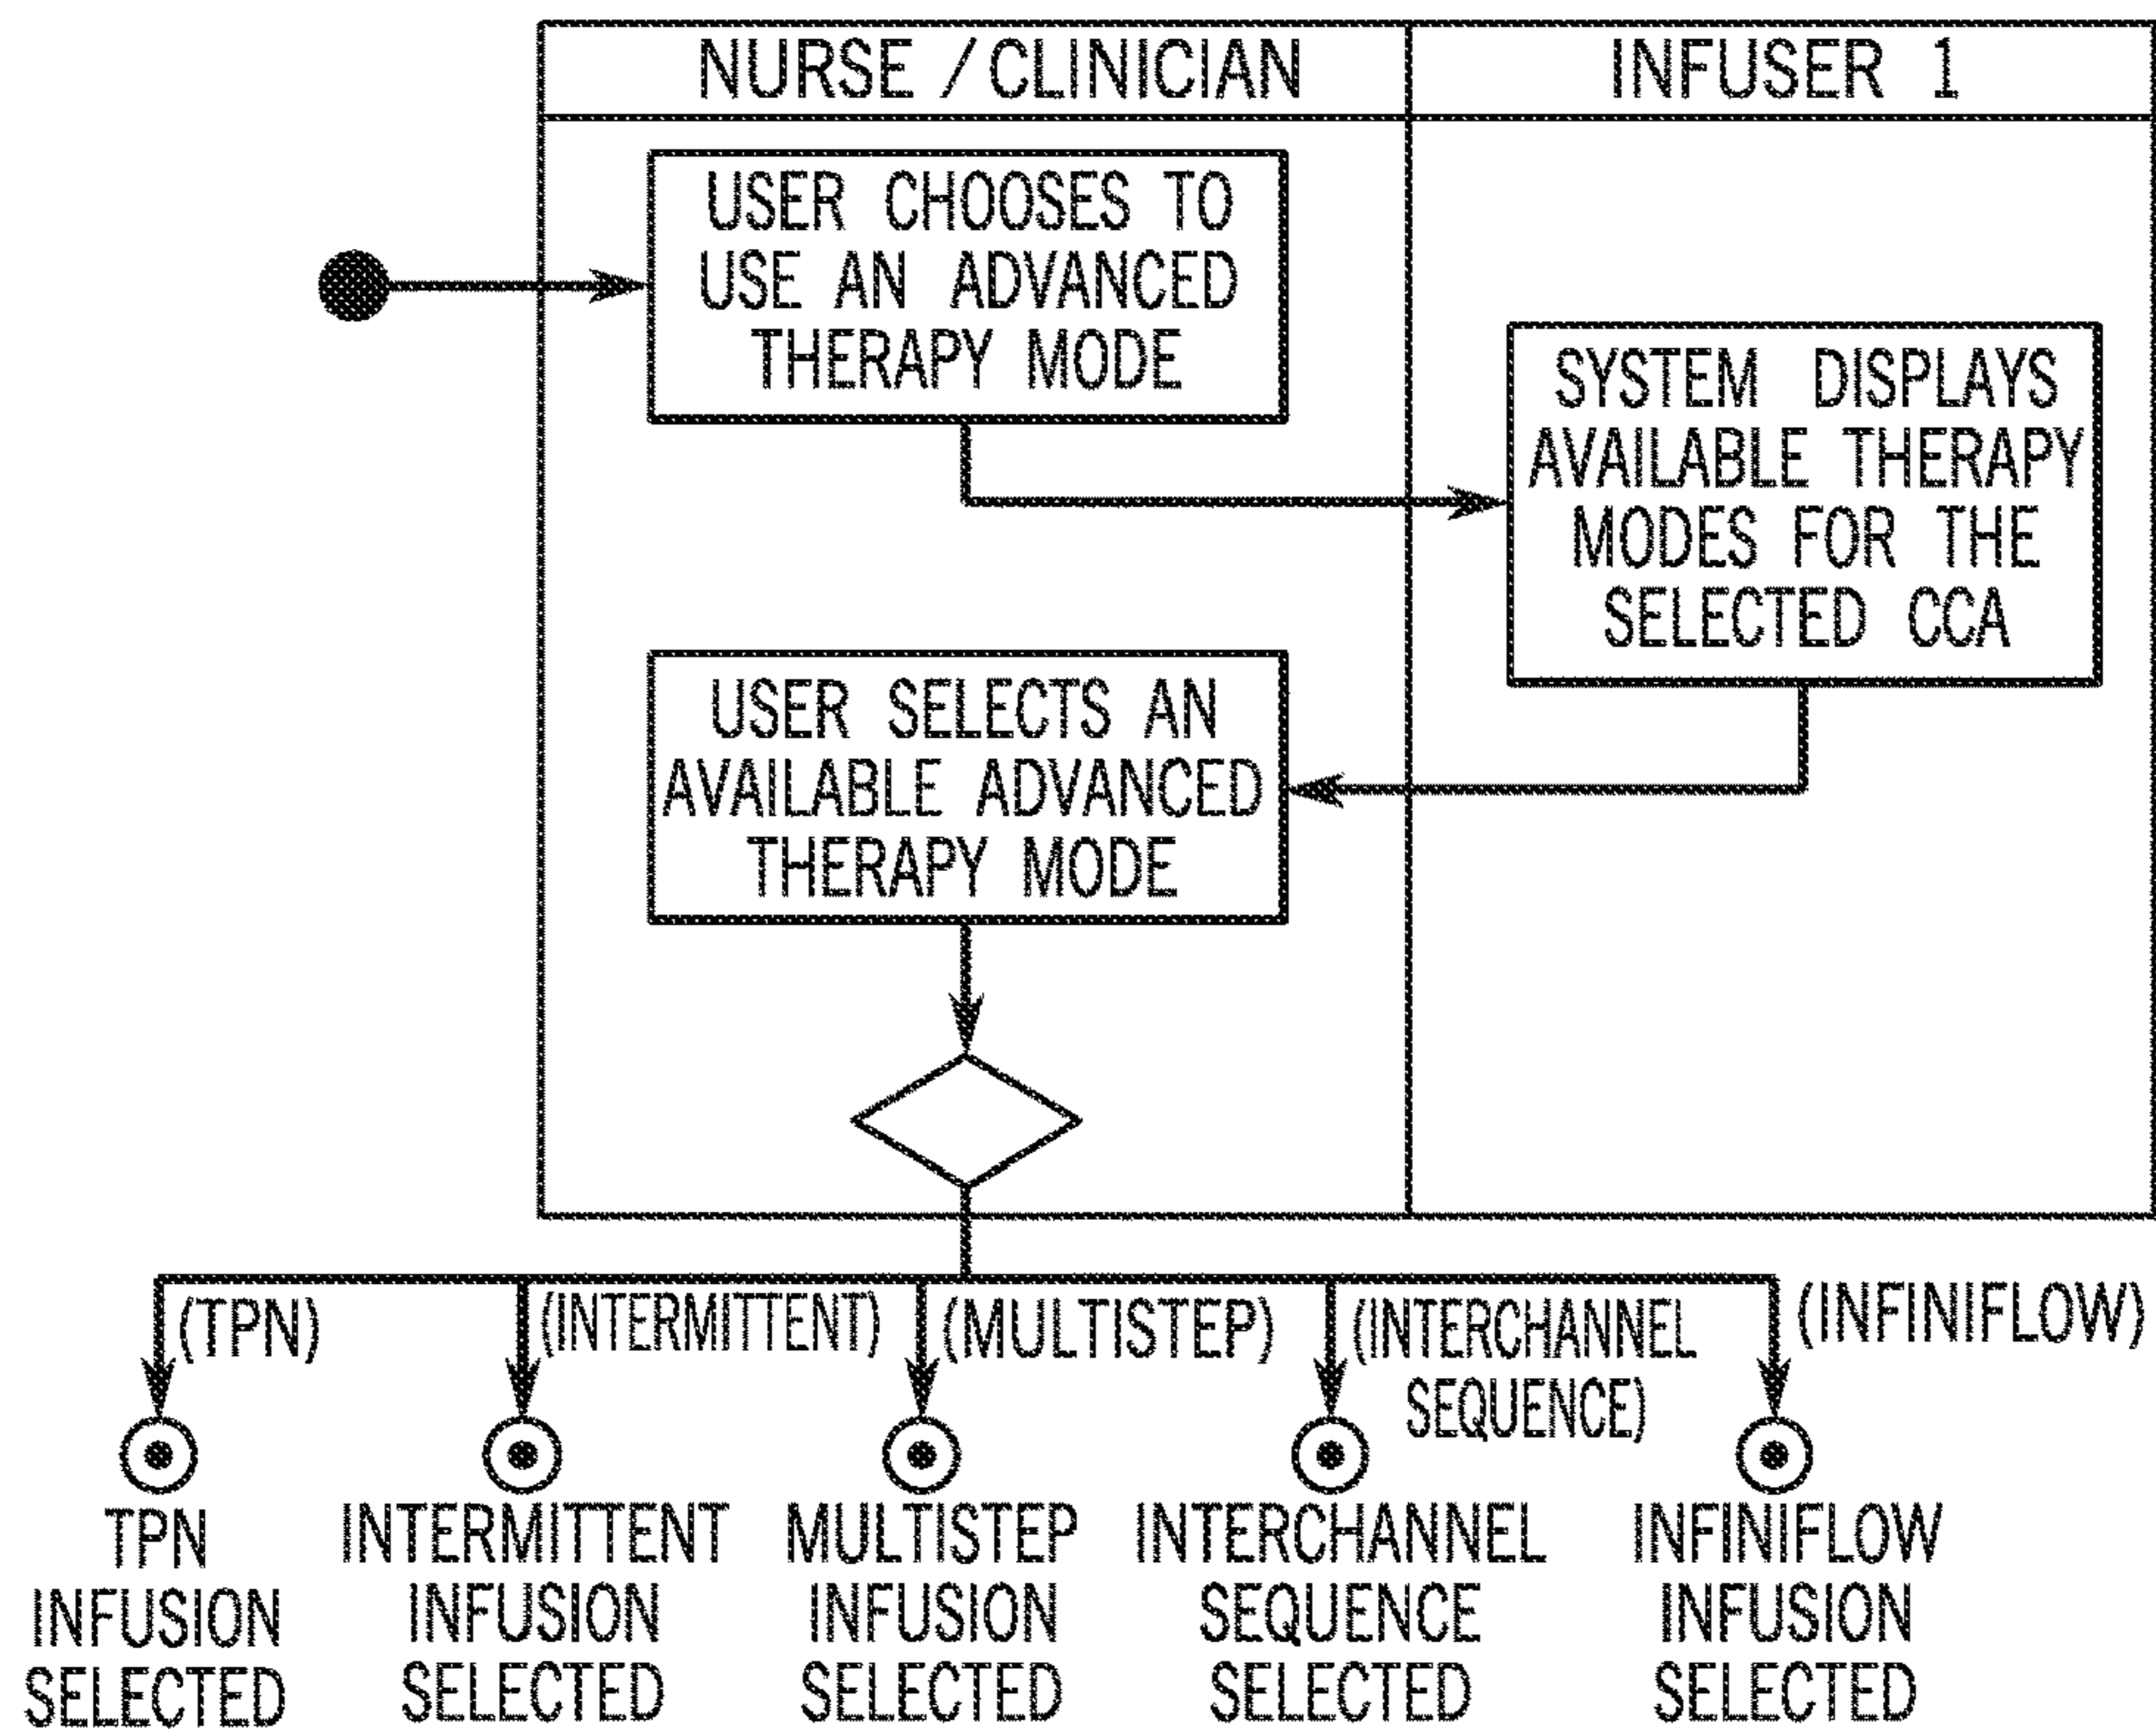 NURSE / CLINICIAN
INFUSER 1
USER CHOOSES TO
USE AN ADVANCED
THERAPY MODE
SYSTEM DISPLAYS
AVAILABLE THERAPY
MODES FOR THE
SELECTED CCA
USER SELECTS AN
AVAILABLE ADVANCED
THERAPY MODE
(TPN)
(INTERMITTENT)
(MULTISTEP)
(INTERCHANNEL
SEQUENCE)
(INFINIFLOW)
TPN
INFUSION
SELECTED
INTERMITTENT
INFUSION
SELECTED
MULTISTEP
INFUSION
SELECTED
INTERCHANNEL
SEQUENCE
SELECTED
INFINIFLOW
INFUSION
SELECTED